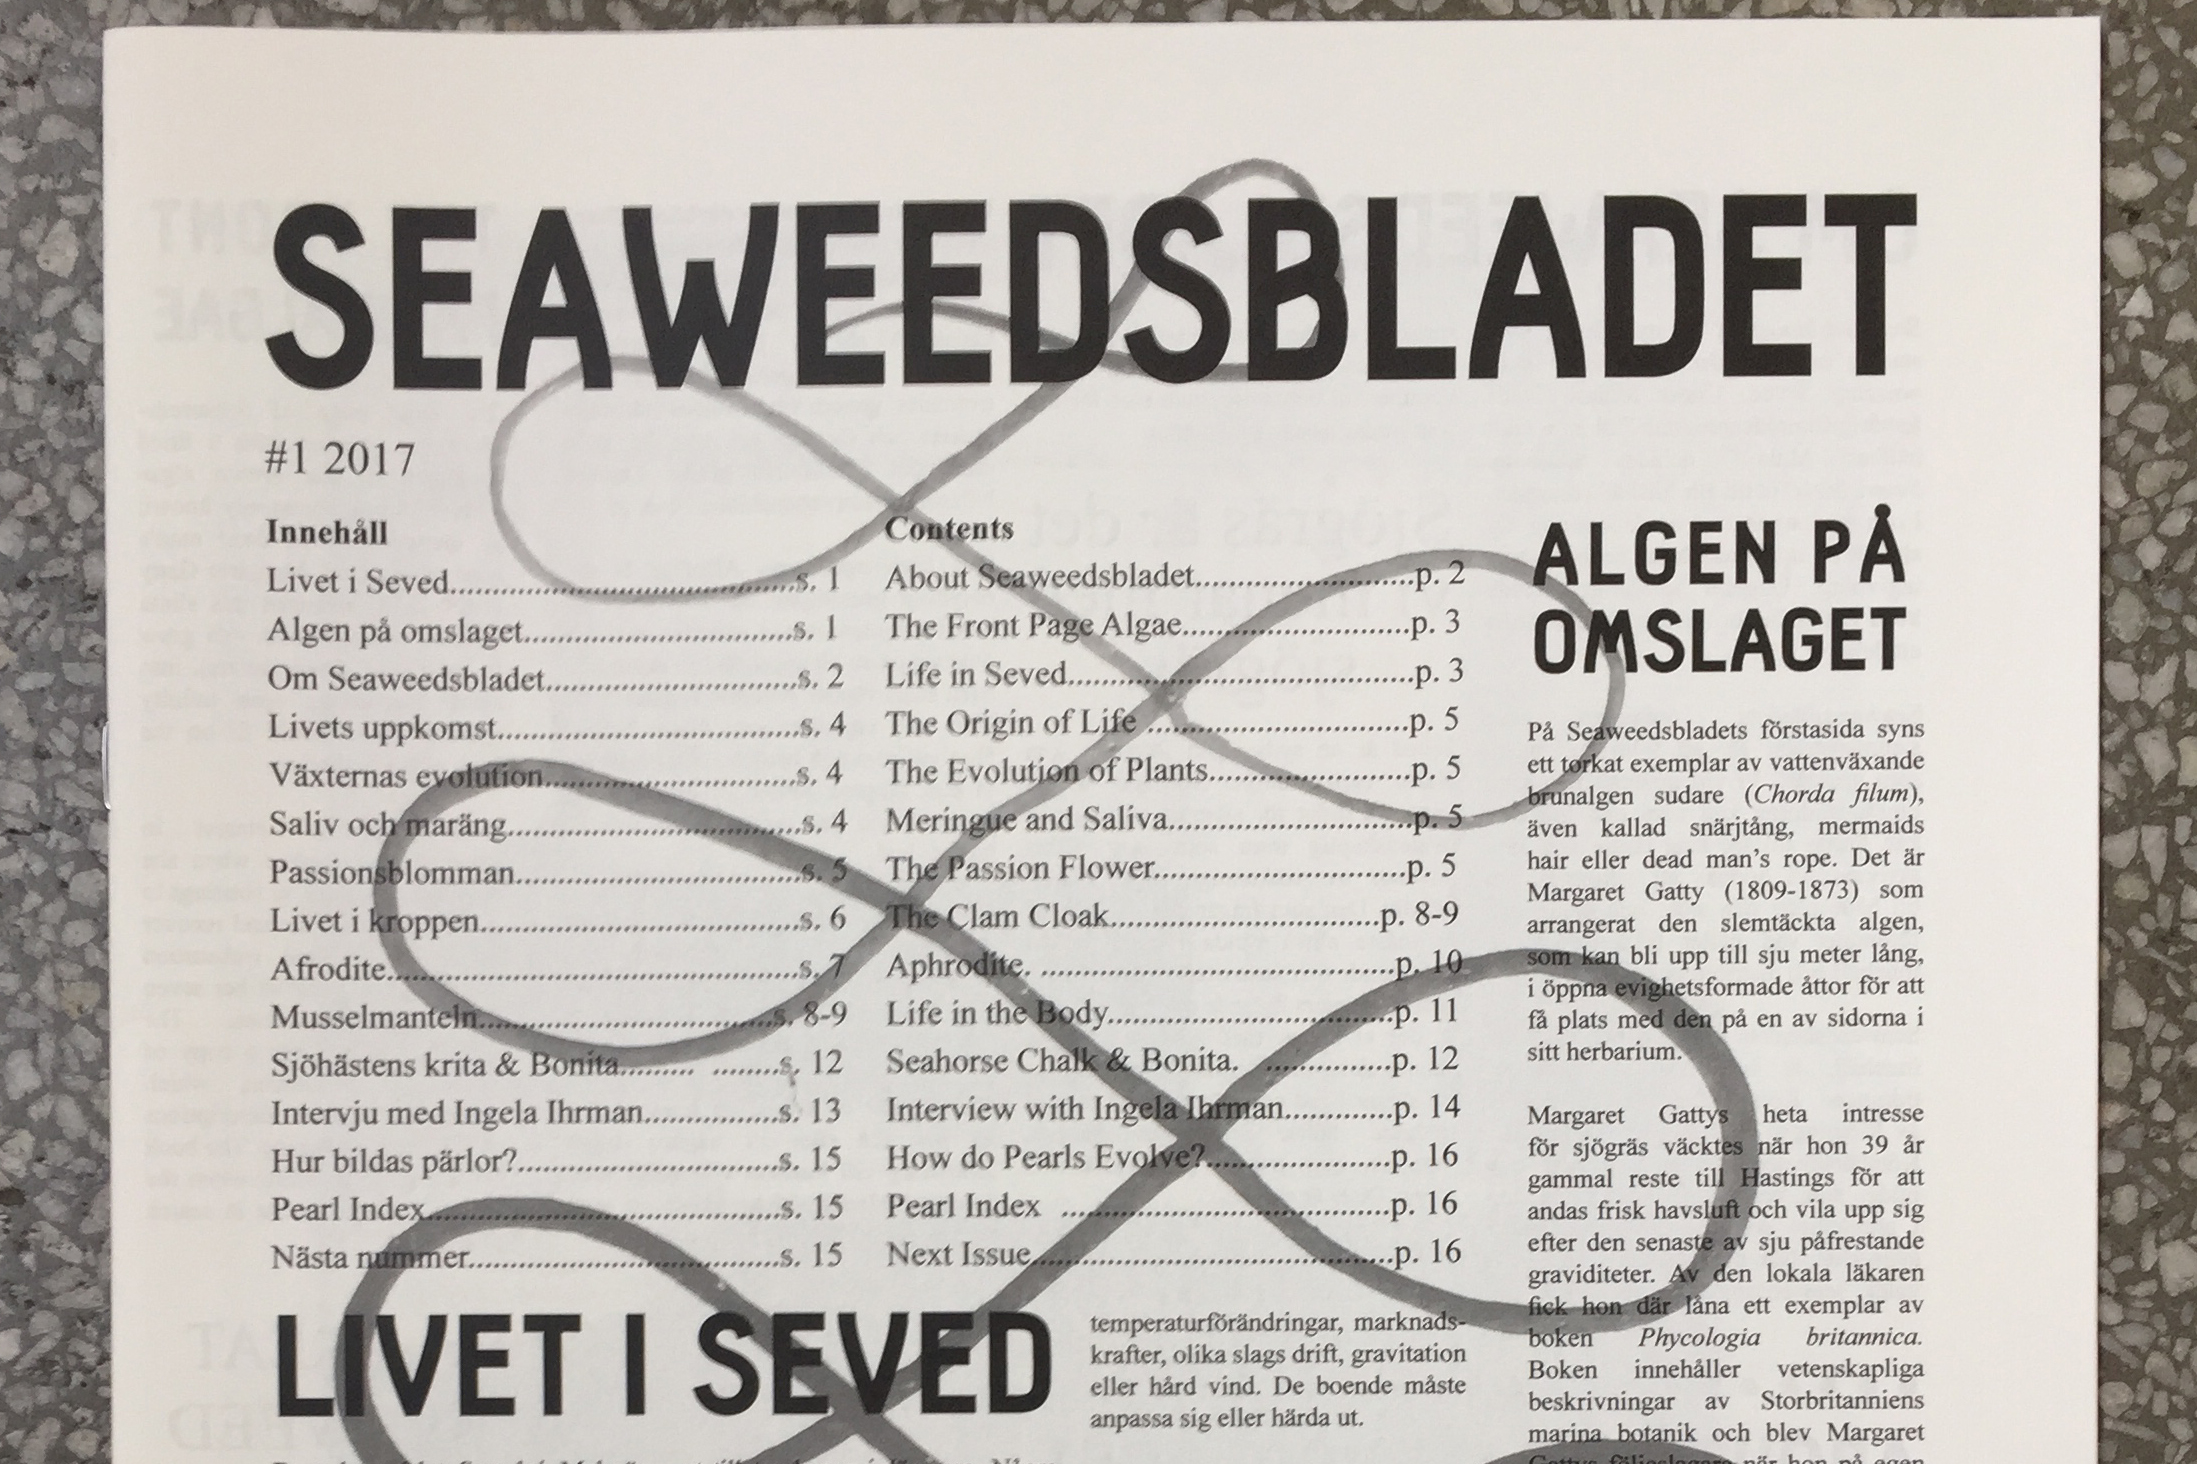 SEAWEEDSBLADET
#1 2017
Innehåll
Livet i Seved..........................................s. 1
Algen på omslaget.................................s. 1
Om Seaweedsbladet...............................s. 2
Livets uppkomst.....................................s. 4
Växternas evolution...............................s. 4
Saliv och maräng....................................s. 4
Passionsblomman...................................s. 5
Livet i kroppen.......................................s. 6
Afrodite..................................................s. 7
Musselmanteln....................................s. 8-9
Sjöhästens krita & Bonita......... ........s. 12
Intervju med Ingela Ihrman................s. 13
Hur bildas pärlor?................................s. 15
Pearl Index...........................................s. 15
Nästa nummer......................................s. 15
Contents
About Seaweedsbladet..........................p. 2
The Front Page Algae...........................p. 3
Life in Seved..........................................p. 3
The Origin of Life ................................p. 5
The Evolution of Plants........................p. 5
Meringue and Saliva.............................p. 5
The Passion Flower..............................p. 5
The Clam Cloak................................p. 8-9
Aphrodite. ...........................................p. 10
Life in the Body..................................p. 11
Seahorse Chalk & Bonita. ...............p. 12
Interview with Ingela Ihrman.............p. 14
How do Pearls Evolve?......................p. 16
Pearl Index ........................................p. 16
Next Issue............................................p. 16
ALGEN PÅ
OMSLAGET
På Seaweedsbladets förstasida syns
ett torkat exemplar av vattenväxande
brunalgen sudare (Chorda filum),
även kallad snärjtång, mermaids
hair eller dead man’s rope. Det är
Margaret Gatty (1809-1873) som
arrangerat den slemtäckta algen,
som kan bli upp till sju meter lång,
i öppna evighetsformade åttor för att
få plats med den på en av sidorna i
sitt herbarium.
Margaret Gattys heta intresse
för sjögräs väcktes när hon 39 år
gammal reste till Hastings för att
andas frisk havsluft och vila upp sig
efter den senaste av sju påfrestande
graviditeter. Av den lokala läkaren
fick hon där låna ett exemplar av
boken Phycologia britannica.
Boken innehåller vetenskapliga
beskrivningar av Storbritanniens
marina botanik och blev Margaret
LIVET I SEVED
temperaturförändringar, marknads-
krafter, olika slags drift, gravitation
eller hård vind. De boende måste
anpassa sig eller härda ut.